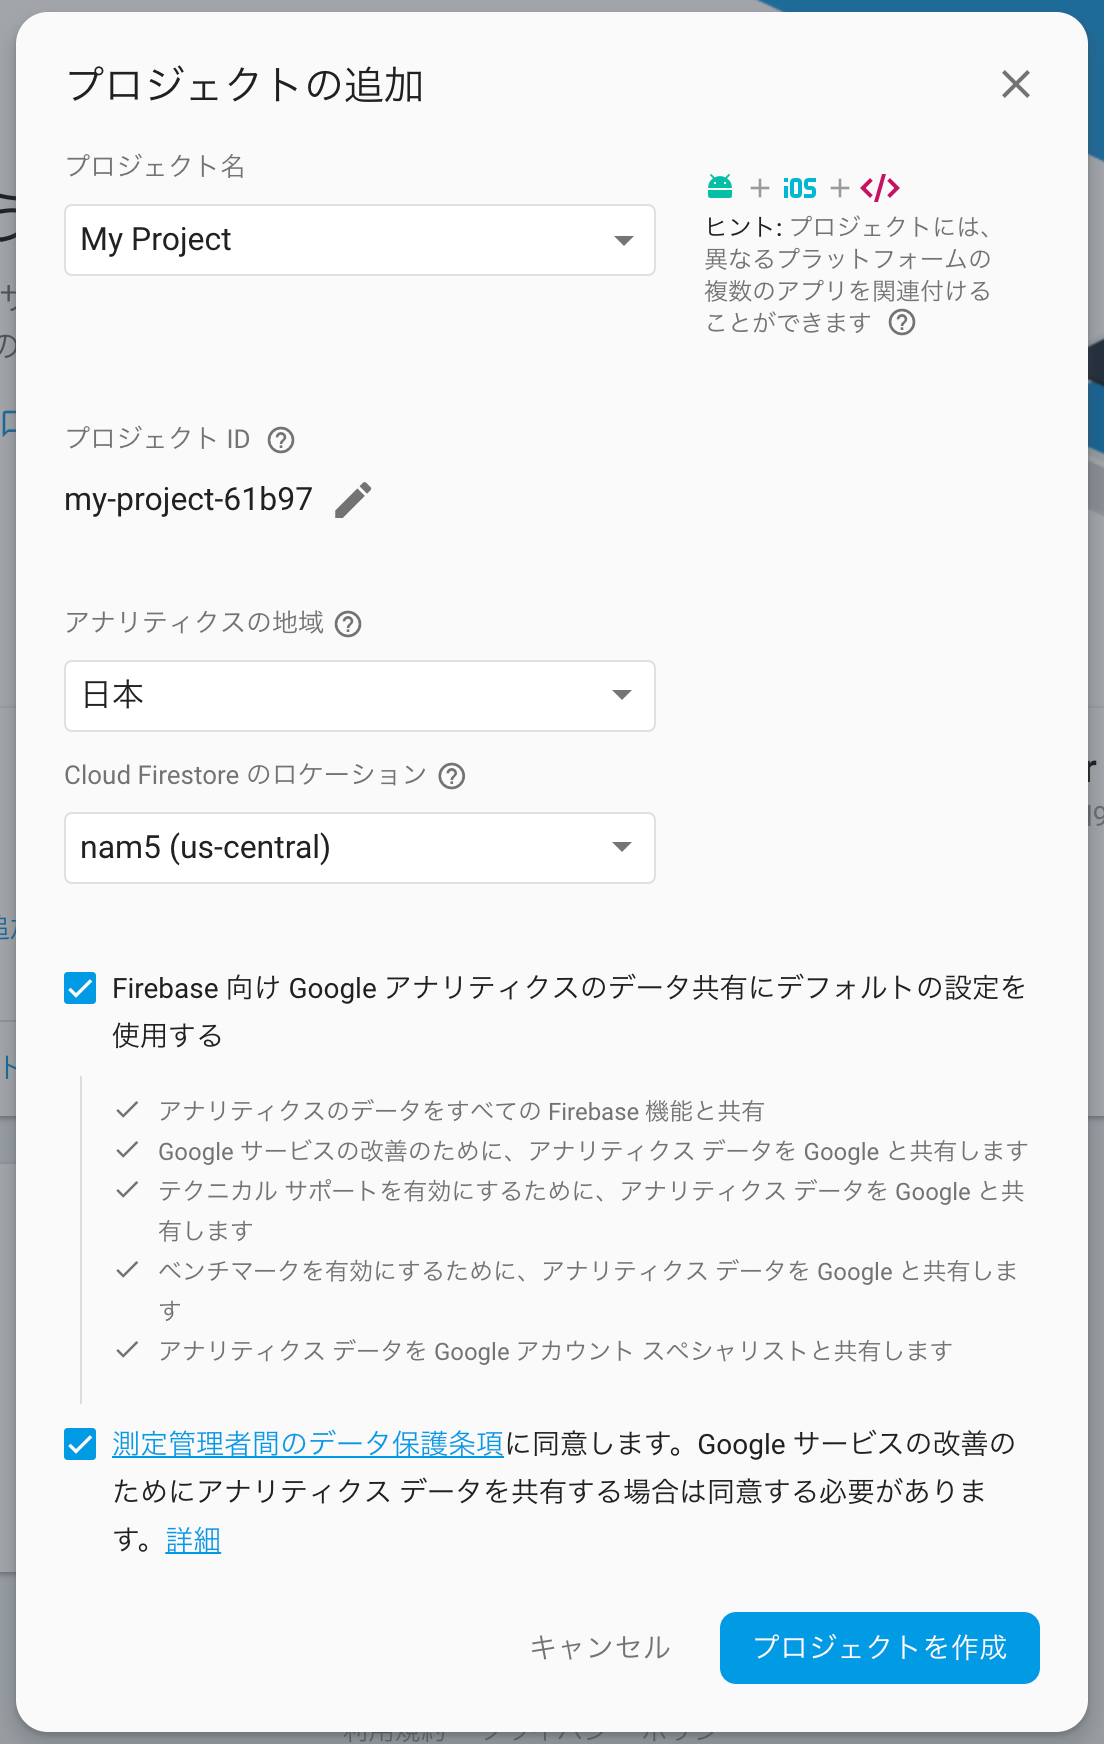 プロジェクトの追加
プロジェクト名
My Project
iOS
ヒント: プロジェクトには、
異なるプラットフォームの
複数のアプリを関連付ける
ことができます
プロジェクト ID
my-project-61b97
アナリティクスの地域
日本
Cloud Firestore のロケーション
nam5 (us-central)
Firebase 向け Google アナリティクスのデータ共有にデフォルトの設定を
使用する
アナリティクスのデータをすべての Firebase 機能と共有
Google サービスの改善のために、アナリティクス データを Google と共有します
テクニカル サポートを有効にするために、アナリティクス データを Google と共
有します
ベンチマークを有効にするために、アナリティクス データを Google と共有しま
す
アナリティクス データを Google アカウント スペシャリストと共有します
測定管理者間のデータ保護条項に同意します。Google サービスの改善の
ためにアナリティクス データを共有する場合は同意する必要がありま
す。詳細
キャンセル
プロジェクトを作成